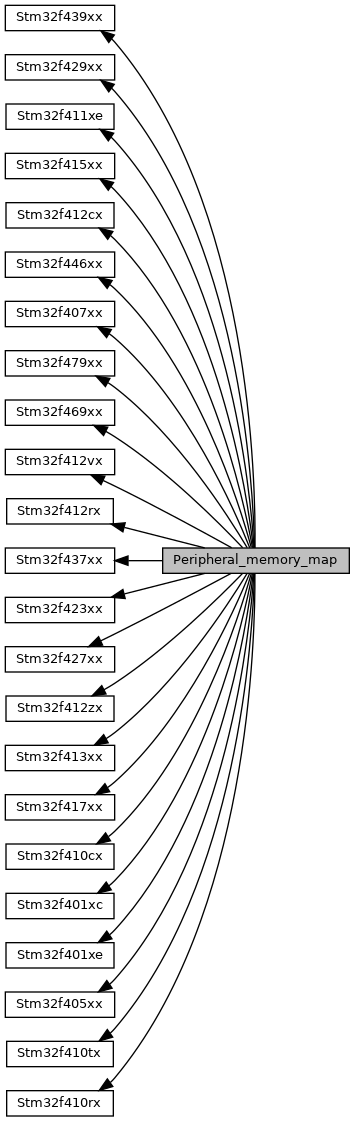 Stm32f439xx
Stm32f429xx
Stm32f411xe
Stm32f415xx
Stm32f412cx
Stm32f446xx
Stm32f407xx
Stm32f479xx
Stm32f469xx
Stm32f412vx
Stm32f412rx
Stm32f437xx
Peripheral_memory_map
Stm32f423xx
Stm32f427xx
Stm32f412zx
Stm32f413xx
Stm32f417xx
Stm32f410cx
Stm32f401xc
Stm32f401xe
Stm32f405xx
Stm32f410tx
Stm32f410rx